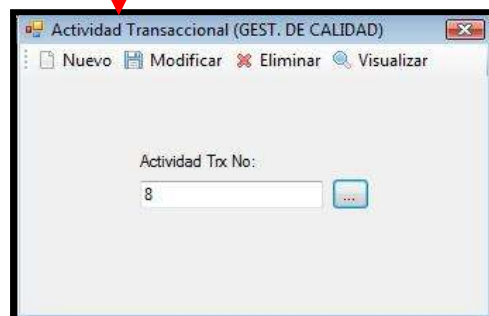 Actividad Transaccional (GEST. DE CALIDAD)
Nuevo Modificar Eliminar Visualizar
Actividad Trx No:
8
...